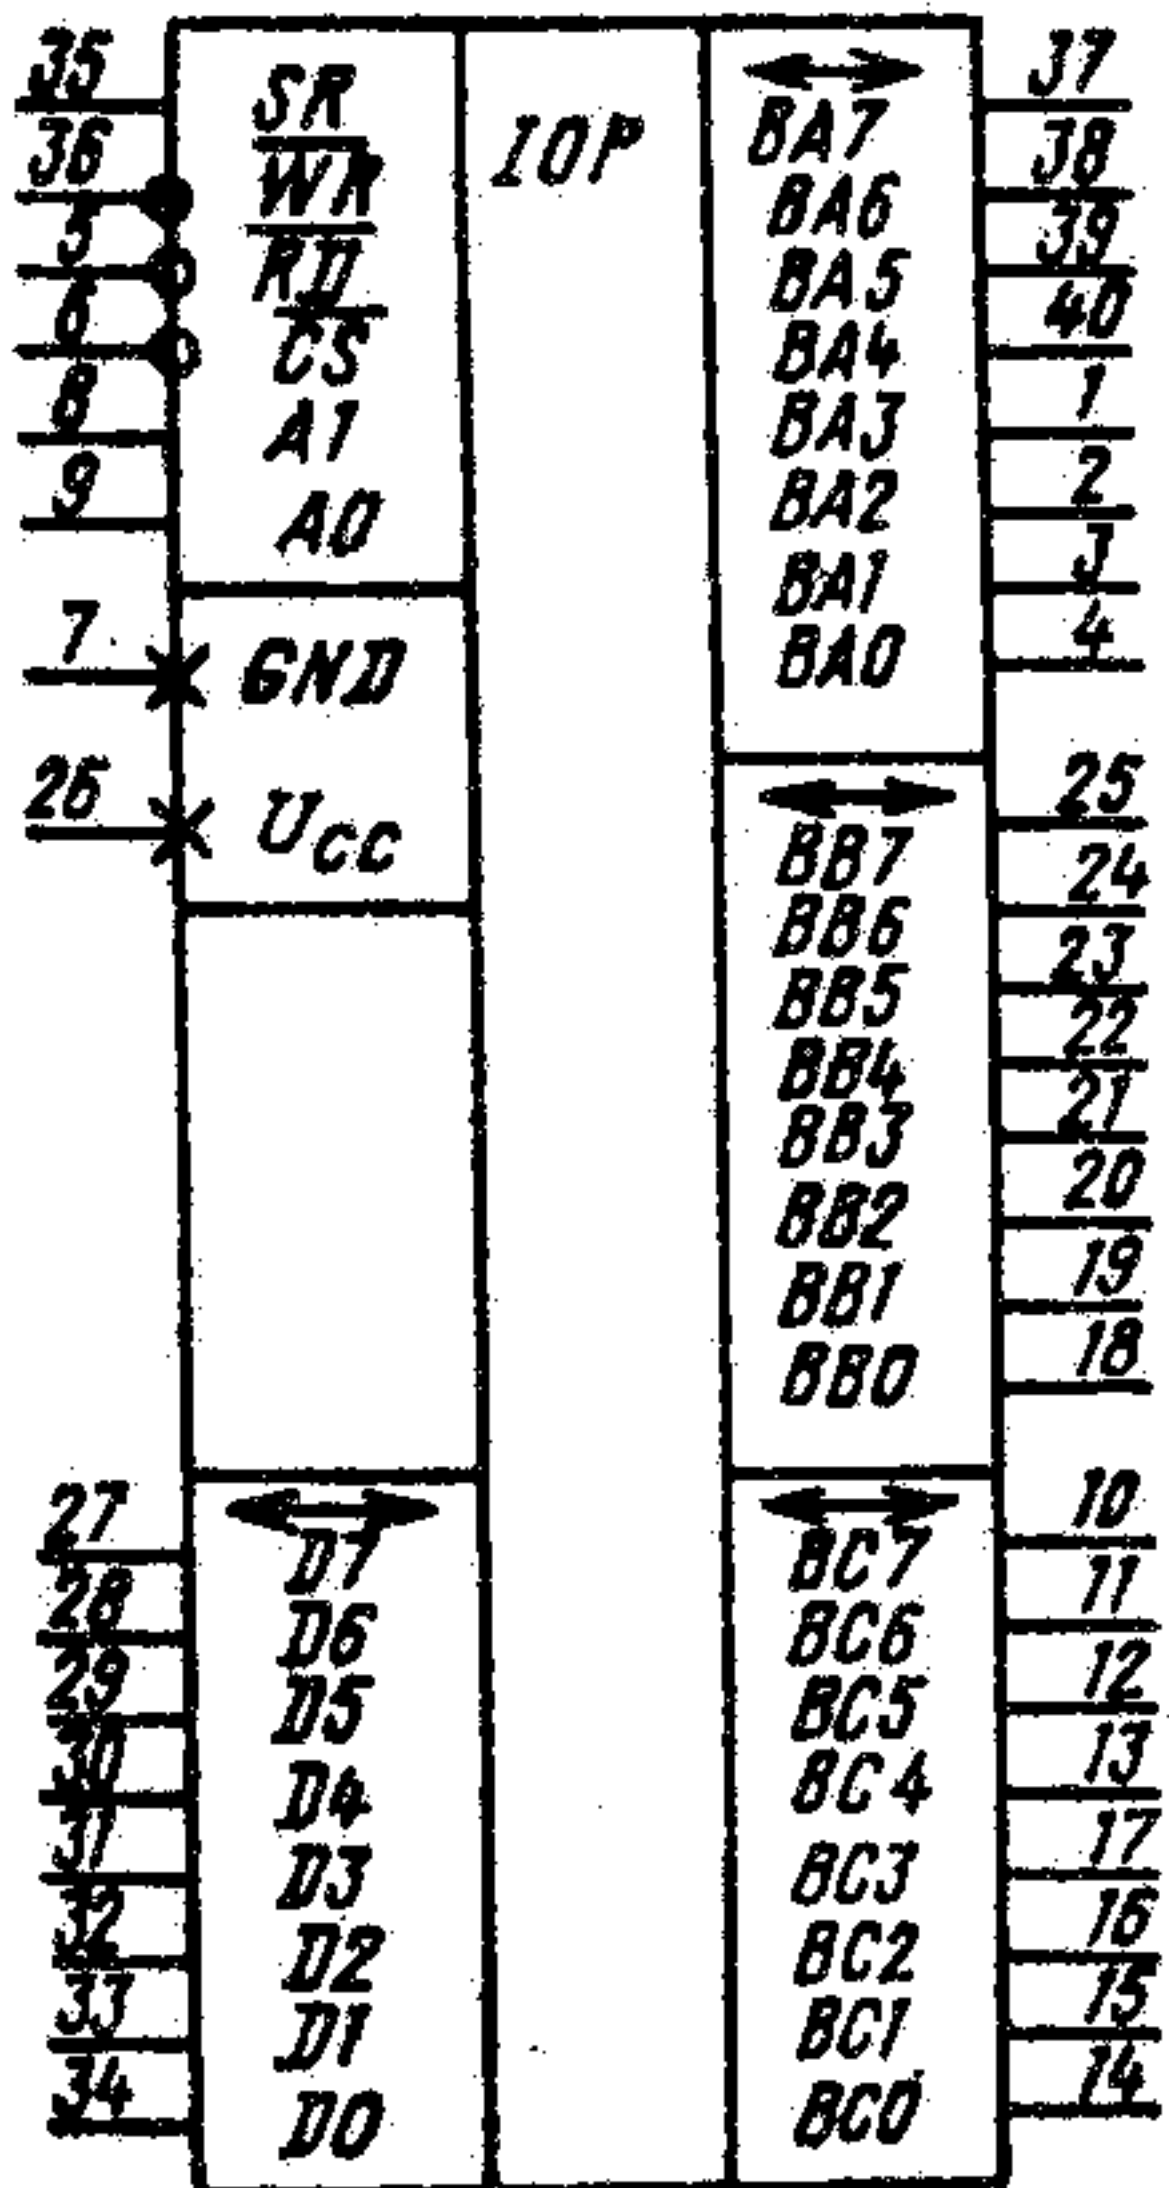 35 SR
36 WR
5 RD
6 CS
8 A1
9 A0
7 GND
26 UCC
27 D7
28 D6
29 D5
30 D4
31 D3
32 D2
33 D1
34 D0
IOP
BA7 37
BA6 38
BA5 39
BA4 40
BA3 1
BA2 2
BA1 3
BA0 4
BB7 25
BB6 24
BB5 23
BB4 22
BB3 21
BB2 20
BB1 19
BB0 18
BC7 10
BC6 11
BC5 12
BC4 13
BC3 17
BC2 16
BC1 15
BC0 14